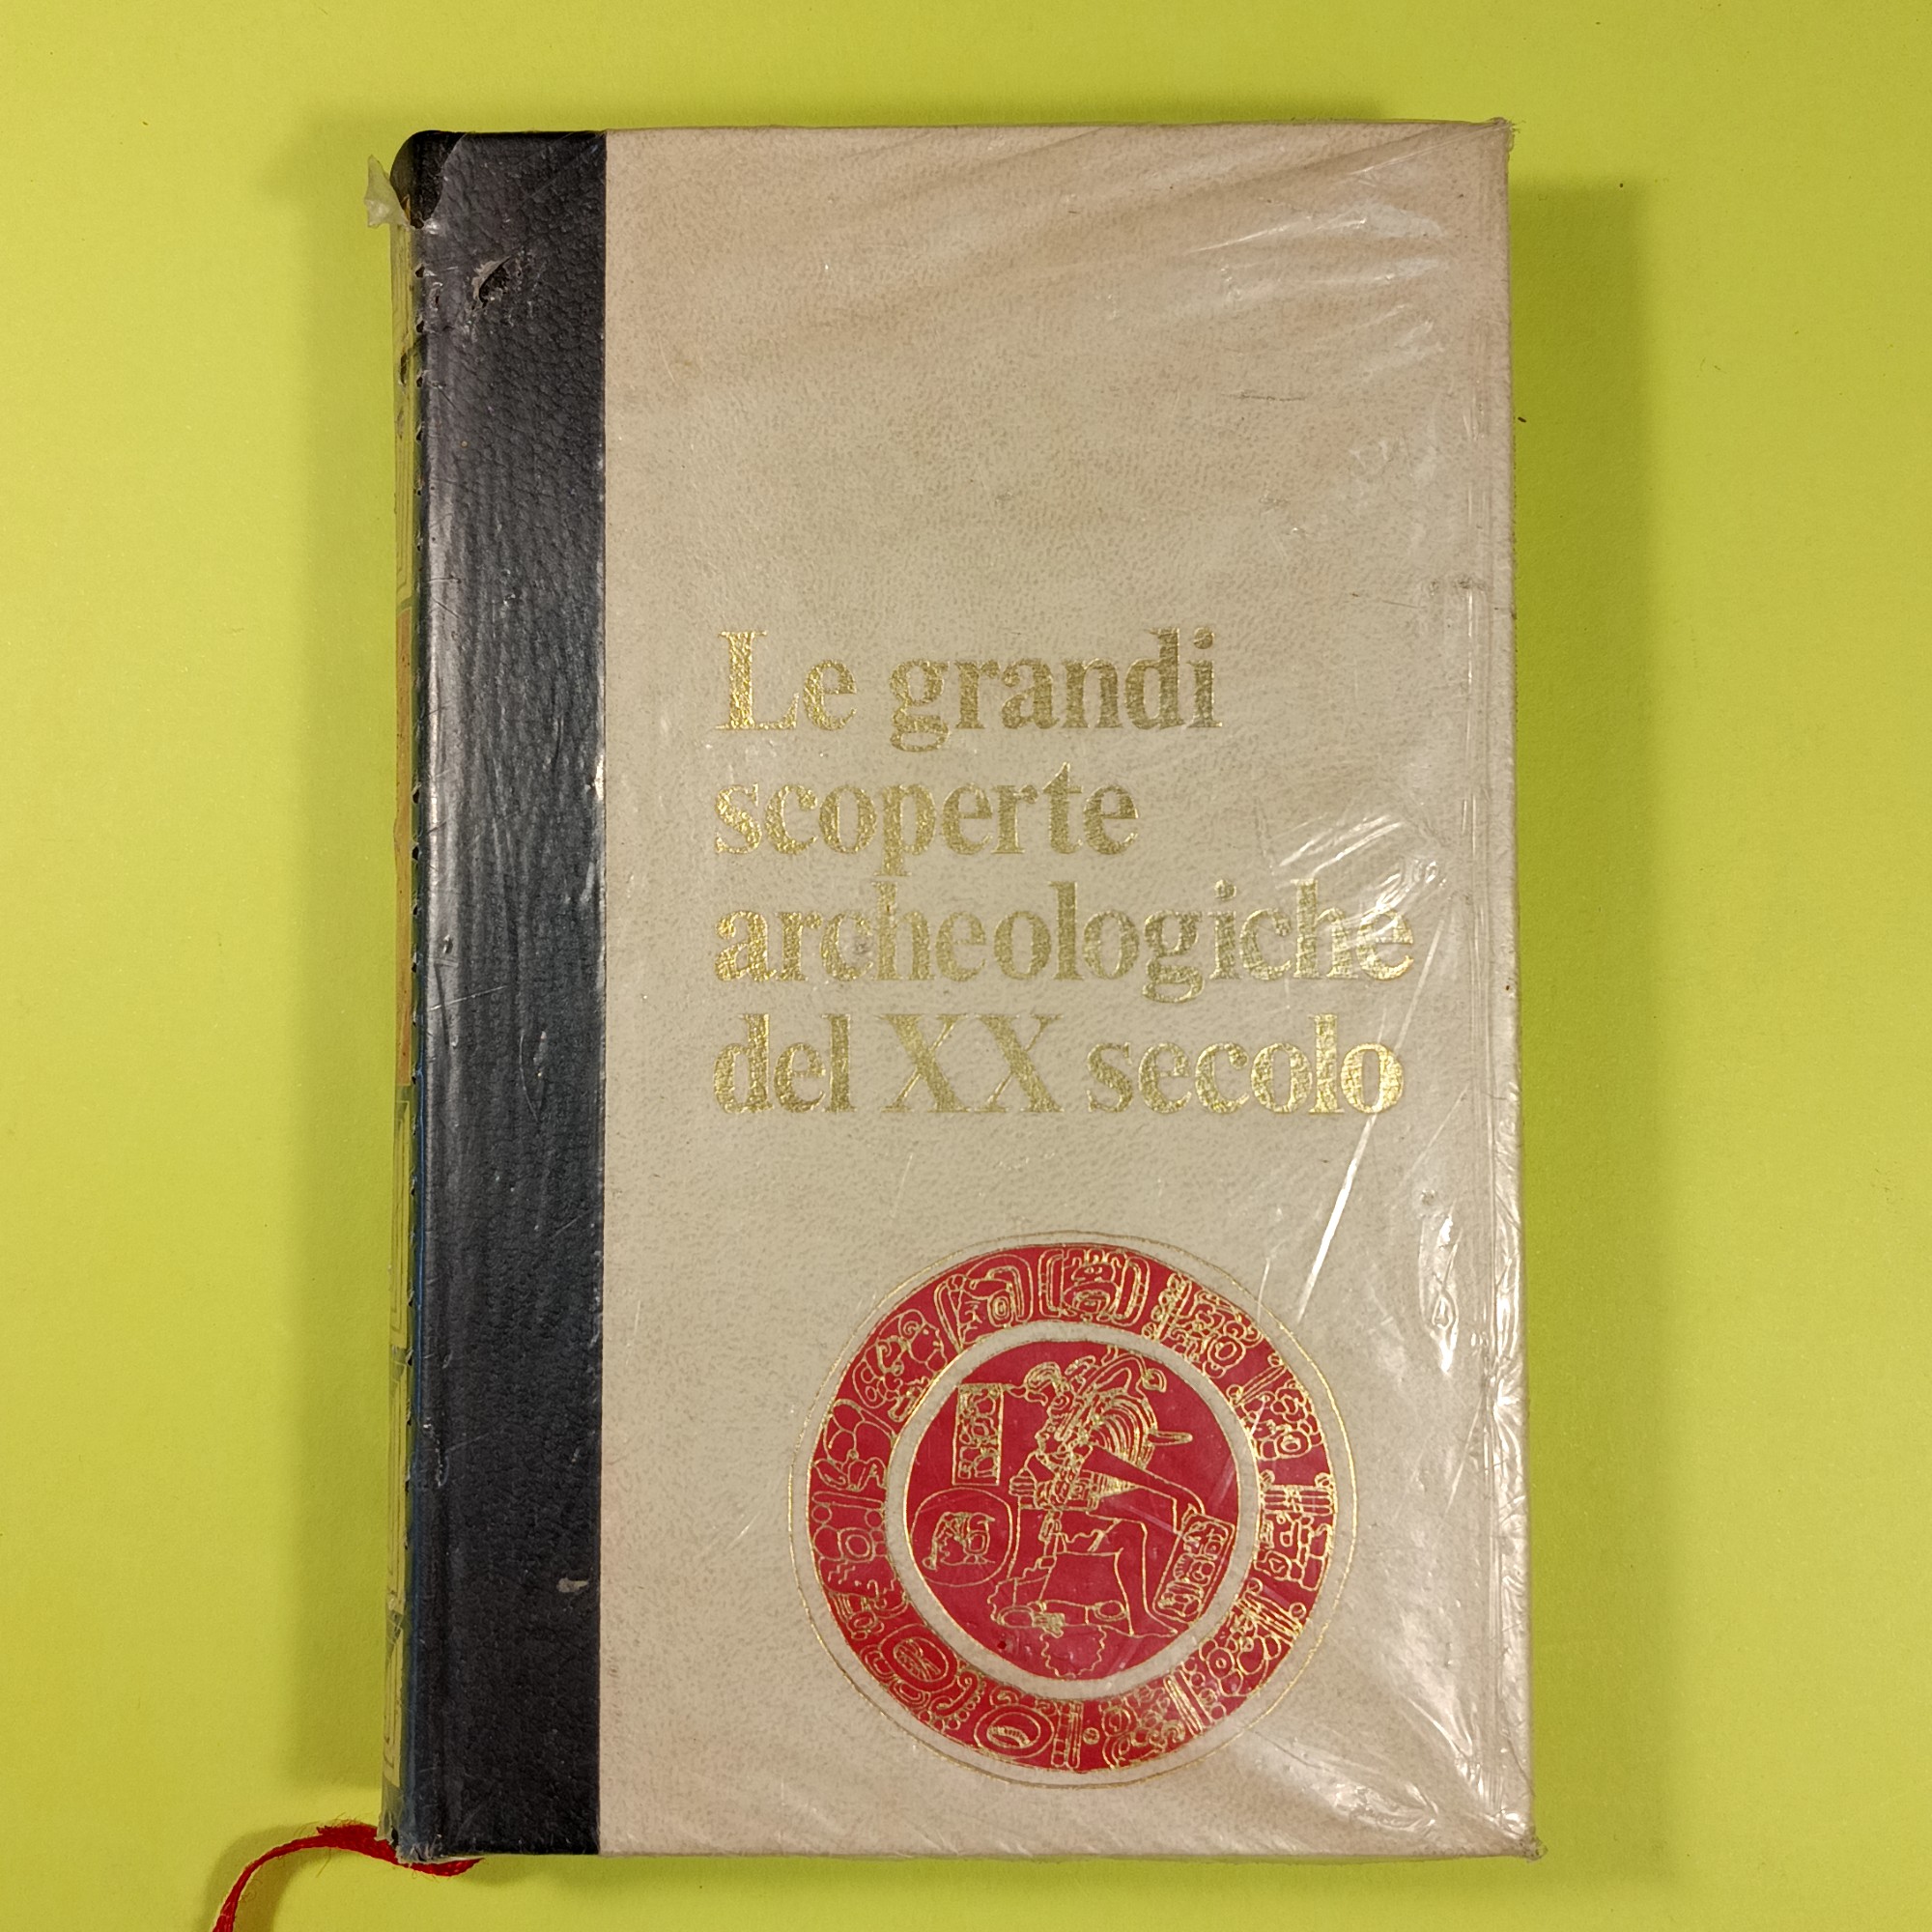 Le grandi
scoperte
archeologiche
del XX secolo